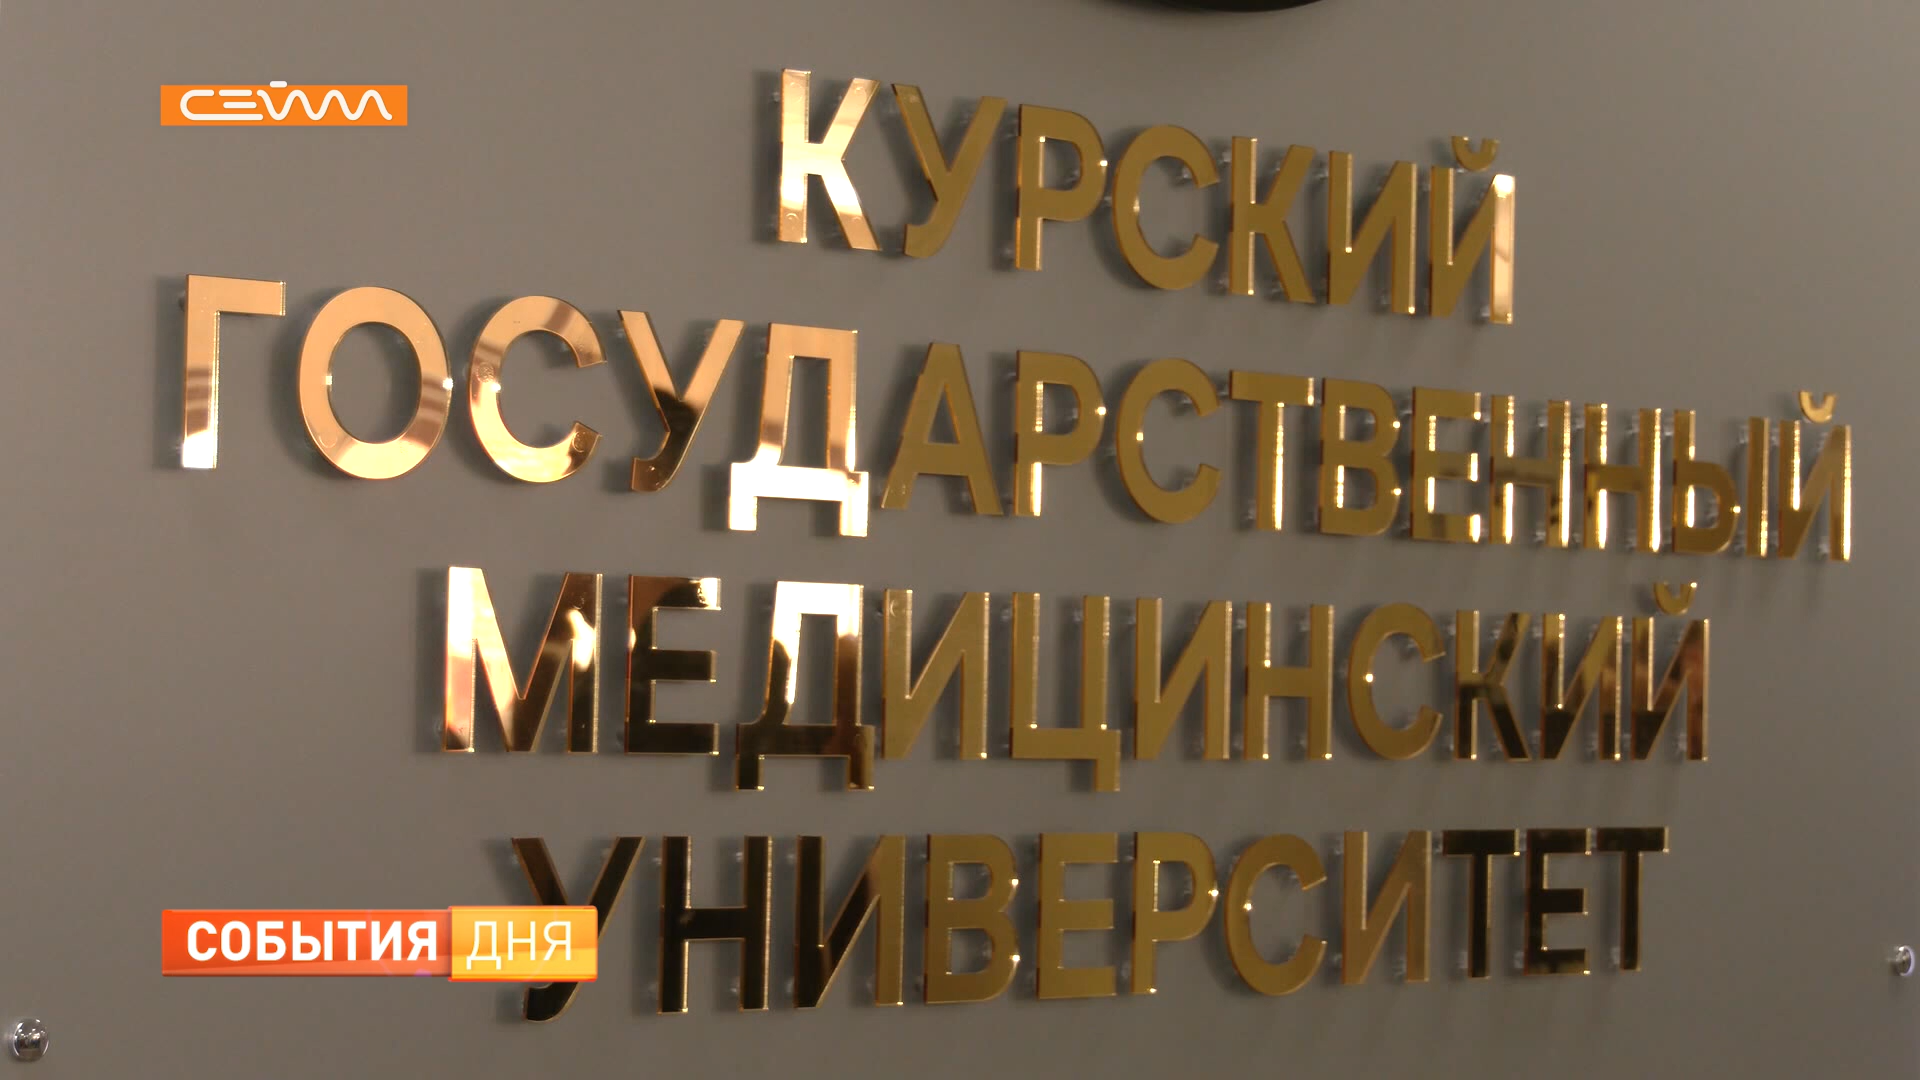 СЕЙМ
КУРСКИЙ
ГОСУДАРСТВЕННЫЙ
МЕДИЦИНСКИЙ
УНИВЕРСИТЕТ
СОБЫТИЯ ДНЯ